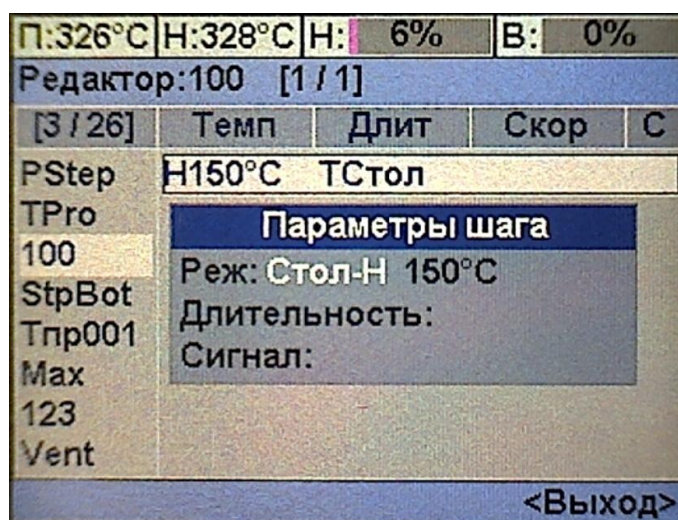 П:326°C Н:328°C Н: 6% В: 0%
Редактор:100 [1 / 1]
[3 / 26] Темп Длит Скор С
PStep Н150°C ТСтол
TPro
Параметры шага
100
Реж: Стол-Н 150°C
StpBot
Длительность:
Тпр001
Сигнал:
Max
123
Vent
<Выход>